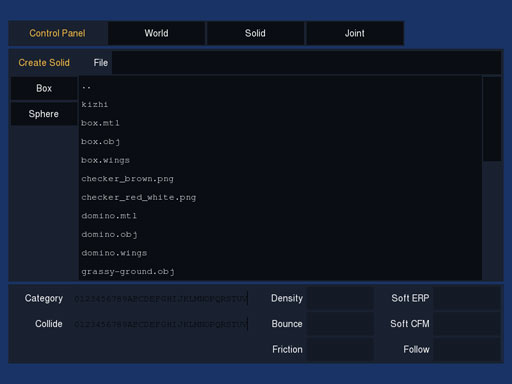 Control Panel World Solid Joint
Create Solid File
Box
Sphere
..
kizhi
box.mtl
box.obj
box.wings
checker_brown.png
checker_red_white.png
domino.mtl
domino.obj
domino.wings
grassy-ground.obj
Category 0123456789ABCDEFGHIJKLMNOPQRSTUV Density Soft ERP
Collide 0123456789ABCDEFGHIJKLMNOPQRSTUV Bounce Soft CFM
Friction Follow